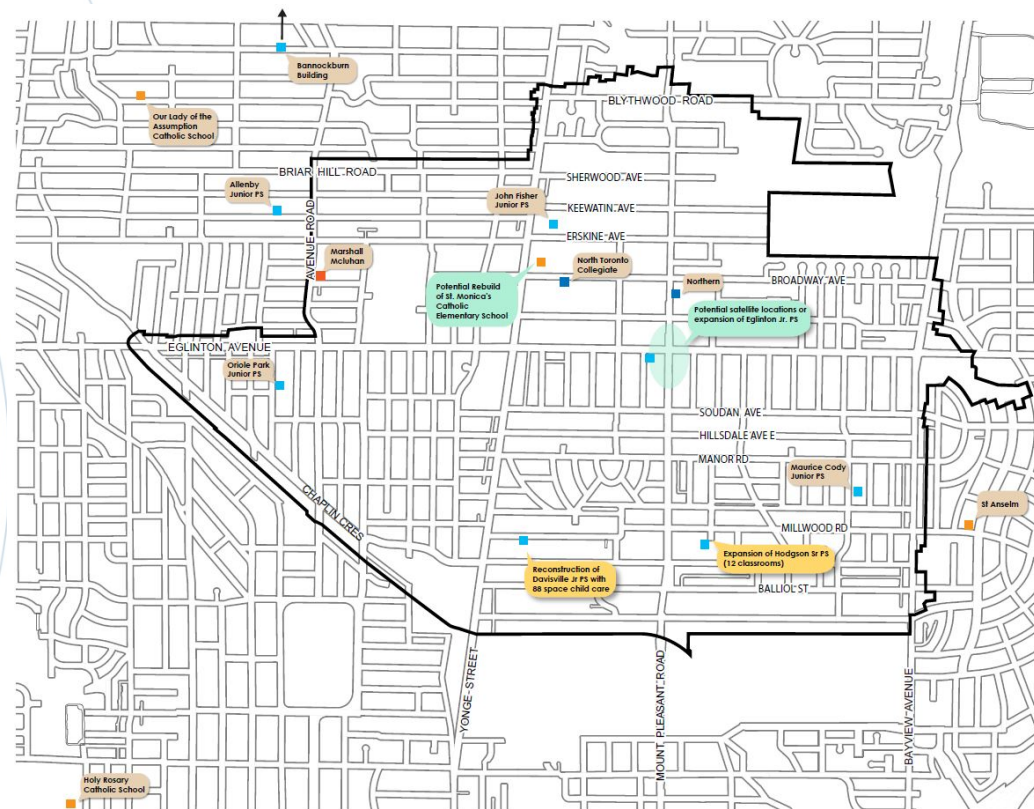 Bannockburn
Building
BLYTHWOOD ROAD
Our Lady of the
Assumption
Catholic School
BRIAR HILL ROAD
SHERWOOD AVE
Allenby
Junior PS
John Fisher
Junior PS
KEEWATIN AVE
AVENUE ROAD
ERSKINE AVE
Marshall
Mcluhan
North Toronto
Collegiate
Potential Rebuild
of St. Monica's
Catholic
Elementary School
Northern
BROADWAY AVE
Potential satellite locations or
expansion of Eglinton Jr. PS
EGLINTON AVENUE
Oriole Park
Junior PS
SOUDAN AVE
HILLSDALE AVE E
MANOR RD
Maurice Cody
Junior PS
CHAPLIN CRES
St Anselm
MILLWOOD RD
Expansion of Hodgson Sr PS
(12 classrooms)
Reconstruction of
Davisville Jr PS with
88 space child care
BALLIOL ST
YONGE STREET
MOUNT PLEASANT ROAD
BAYVIEW AVENUE
Holy Rosary
Catholic School